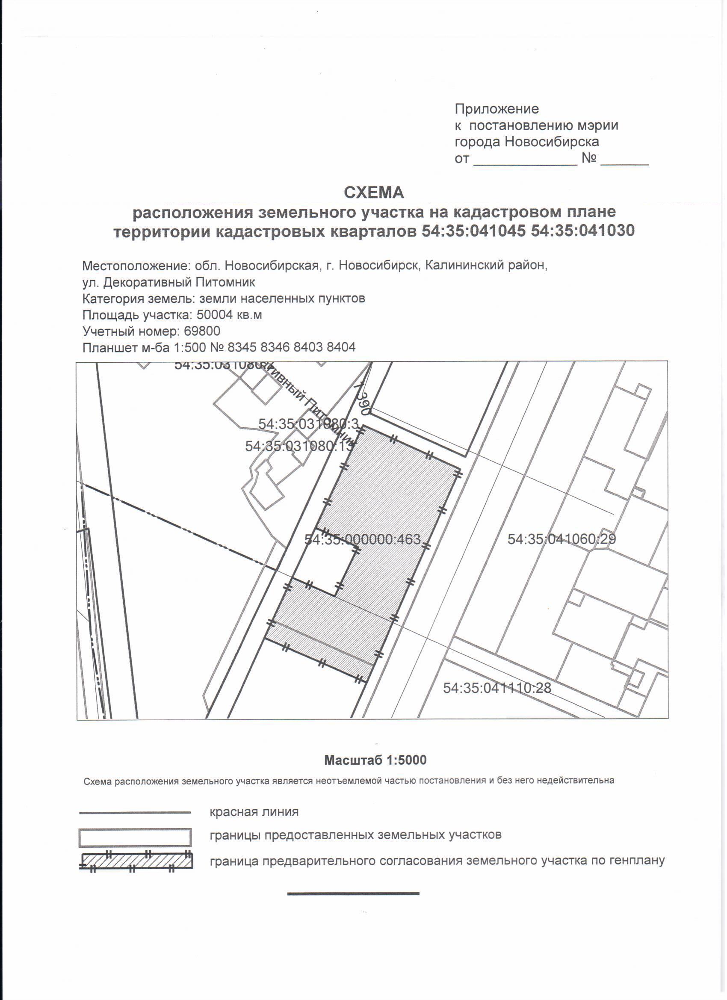 Приложение
к постановлению мэрии
города Новосибирска
от ______________ № ______
СХЕМА
расположения земельного участка на кадастровом плане
территории кадастровых кварталов 54:35:041045 54:35:041030
Местоположение: обл. Новосибирская, г. Новосибирск, Калининский район,
ул. Декоративный Питомник
Категория земель: земли населенных пунктов
Площадь участка: 50004 кв.м
Учетный номер: 69800
Планшет м-ба 1:500 № 8345 8346 8403 8404
тивный Питомник
54:35:031080:3
54:35:031080:15
54:35:000000:463
54:35:041060:29
54:35:041110:28
Масштаб 1:5000
Схема расположения земельного участка является неотъемлемой частью постановления и без него недействительна
красная линия
границы предоставленных земельных участков
граница предварительного согласования земельного участка по генплану